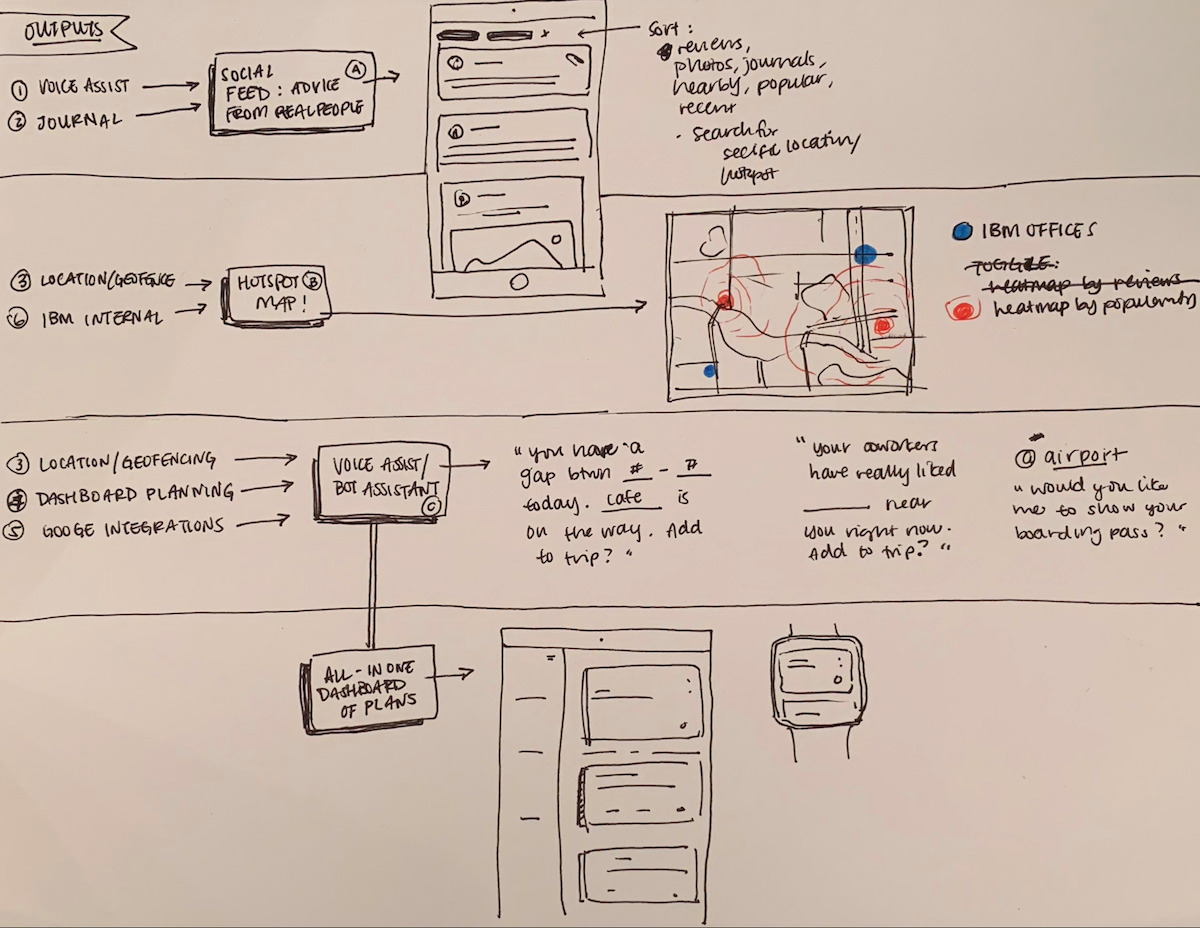 OUTPUTS
① VOICE ASSIST
② JOURNAL
SOCIAL Ⓐ
FEED: ADVICE
FROM REAL PEOPLE
sort:
reviews,
photos, journals,
nearby, popular,
recent
- search for
secific location/
hotspot
③ LOCATION/GEOFENCE
⑥ IBM INTERNAL
HOTSPOT Ⓑ
MAP!
IBM OFFICES
TOGGLE:
heatmap by reviews
heatmap by popularity
③ LOCATION/GEOFENCING
④ DASHBOARD PLANNING
⑤ GOOGE INTEGRATIONS
VOICE ASSIST/
BOT ASSISTANT
Ⓒ
"you have a
gap btwn # - #
today. cafe is
on the way. Add
to trip?"
"your coworkers
have really liked
______ near
you right now.
Add to trip?"
@ airport
"would you like
me to show your
boarding pass?"
ALL-IN ONE
DASHBOARD
OF PLANS